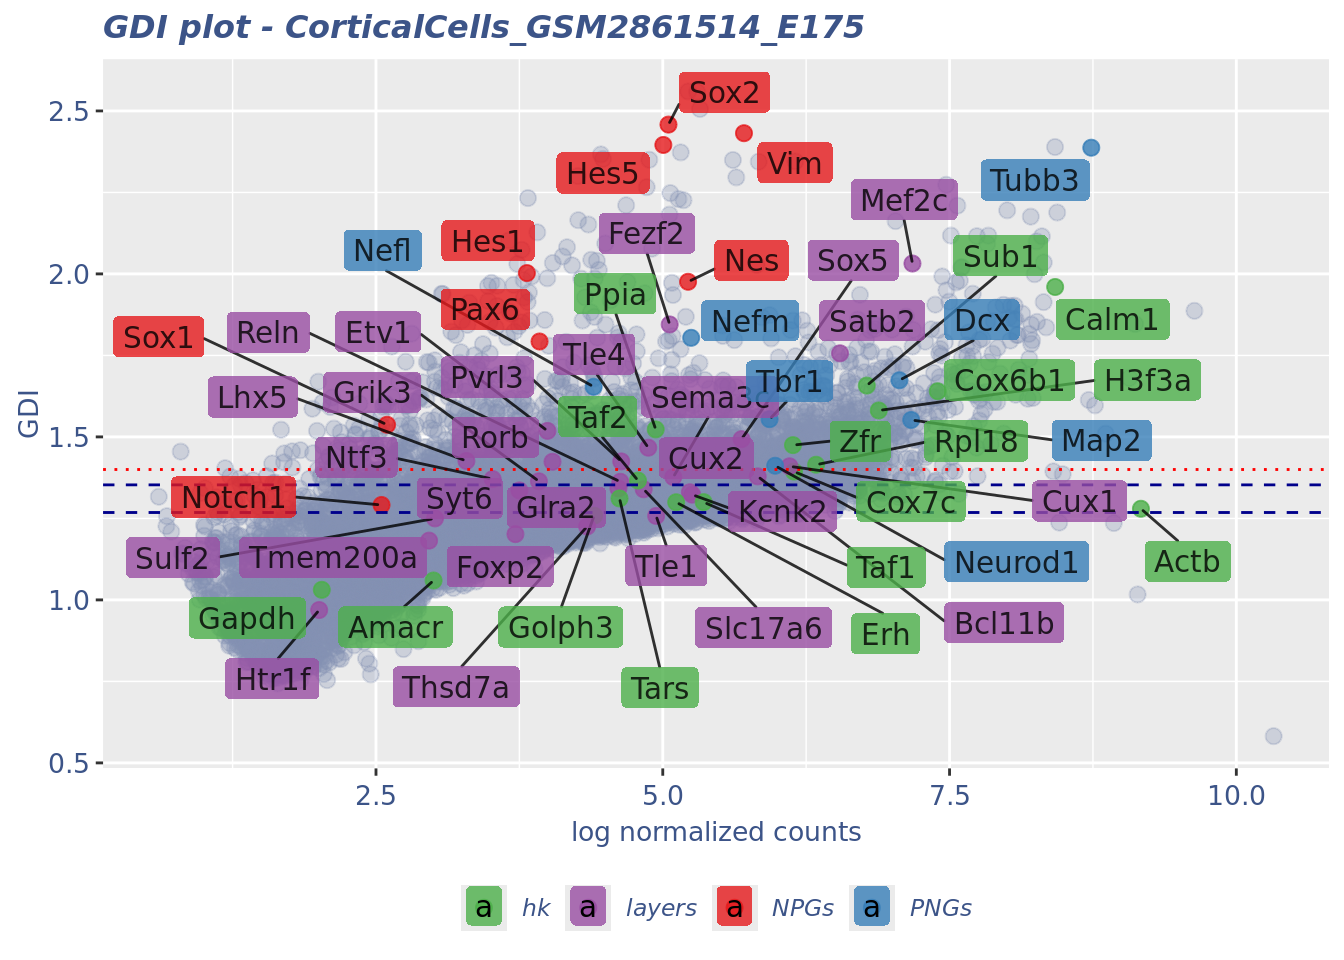 GDI plot - CorticalCells_GSM2861514_E175
GDI
2.5
2.0
1.5
1.0
0.5
Sox2
Hes5
Vim
Tubb3
Mef2c
Nefl
Hes1
Fezf2
Nes
Sox5
Sub1
Ppia
Pax6
Sox1
Reln
Etv1
Nefm
Satb2
Dcx
Calm1
Tle4
Lhx5
Grik3
Pvrl3
Sema3c
Tbr1
Cox6b1
H3f3a
Taf2
Ntf3
Rorb
Cux2
Zfr
Rpl18
Map2
Notch1
Syt6
Glra2
Kcnk2
Cox7c
Cux1
Sulf2
Tmem200a
Foxp2
Tle1
Taf1
Neurod1
Actb
Gapdh
Amacr
Golph3
Slc17a6
Erh
Bcl11b
Htr1f
Thsd7a
Tars
2.5 5.0 7.5 10.0
log normalized counts
a hk a layers a NPGs a PNGs